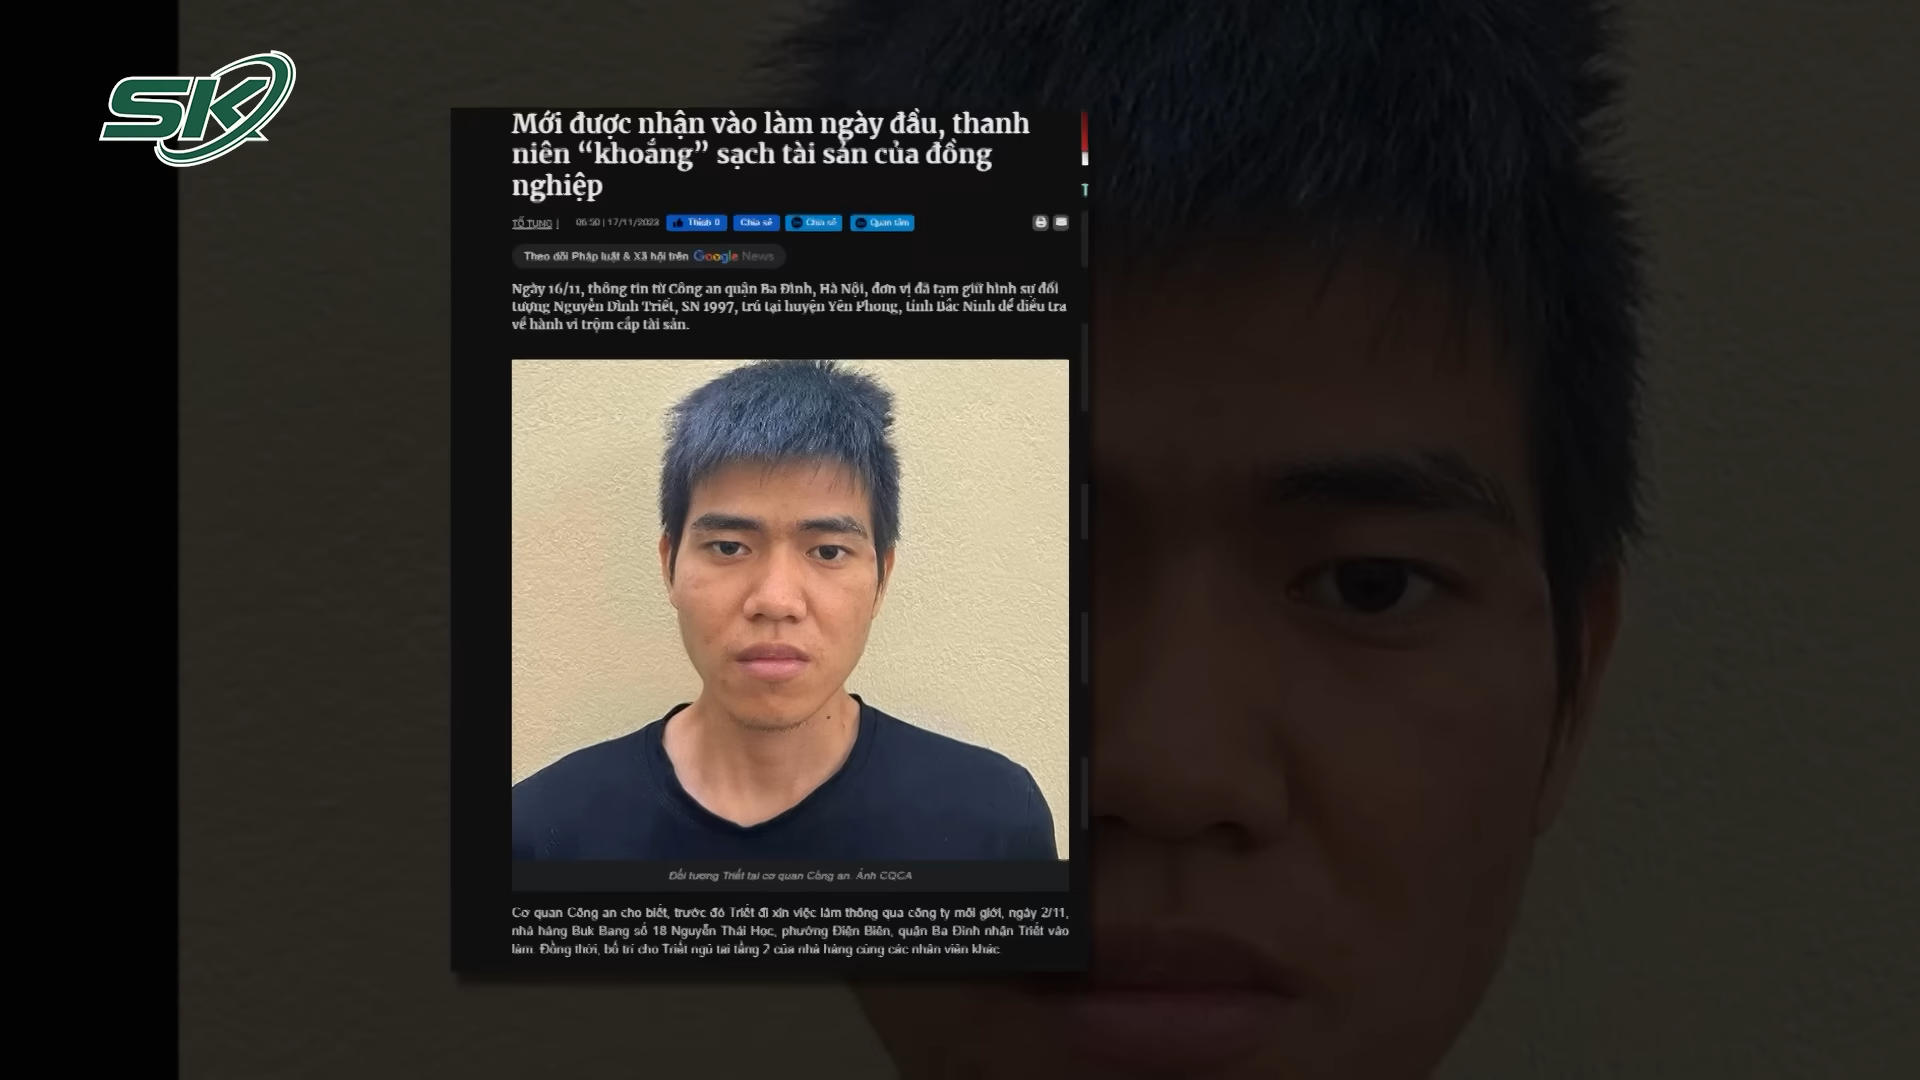 SK
Mới được nhận vào làm ngày đầu, thanh
niên “khoắng” sạch tài sản của đồng
nghiệp
TỐ TỤNG | 06:50 | 17/11/2023 Thích 0 Chia sẻ Chia sẻ Quan tâm
Theo dõi Pháp luật & Xã hội trên Google News
Ngày 16/11, thông tin từ Công an quận Ba Đình, Hà Nội, đơn vị đã tạm giữ hình sự đối
tượng Nguyễn Đình Triết, SN 1997, trú tại huyện Yên Phong, tỉnh Bắc Ninh để điều tra
về hành vi trộm cắp tài sản.
Đối tượng Triết tại cơ quan Công an. Ảnh CQCA
Cơ quan Công an cho biết, trước đó Triết đi xin việc làm thông qua công ty môi giới, ngày 2/11,
nhà hàng Buk Bang số 18 Nguyễn Thái Học, phường Điện Biên, quận Ba Đình nhận Triết vào
làm. Đồng thời, bố trí cho Triết ngủ tại tầng 2 của nhà hàng cùng các nhân viên khác.